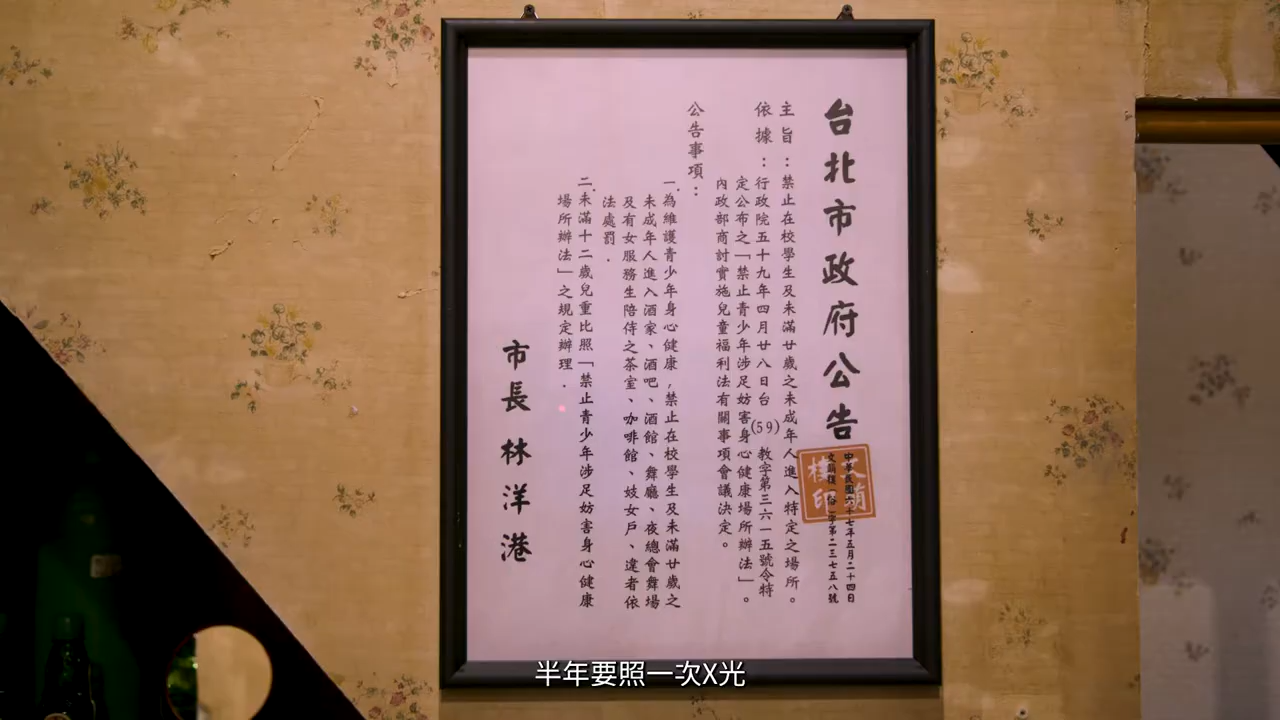 台北市政府公告
中華民國六十七年五月二十四日
字第二三七五八號
主旨：禁止在校學生及未滿廿歲之未成年人進入特定之場所。
依據：行政院五十九年四月廿八日台(59)教字第三六一五號令特
定公布之「禁止青少年涉足妨害身心健康場所辦法」。
內政部商討實施兒童福利法有關事項會議決定。
公告事項：
一.為維護青少年身心健康,禁止在校學生及未滿廿歲之
未成年人進入酒家、酒吧、酒館、舞廳、夜總會舞場
及有女服務生陪侍之茶室、咖啡館、妓女戶、違者依
法處罰.
二.未滿十二歲兒重比照「禁止青少年涉足妨害身心健康
場所辦法」之規定辦理.
市長林洋港
文萌樓印
半年要照一次X光